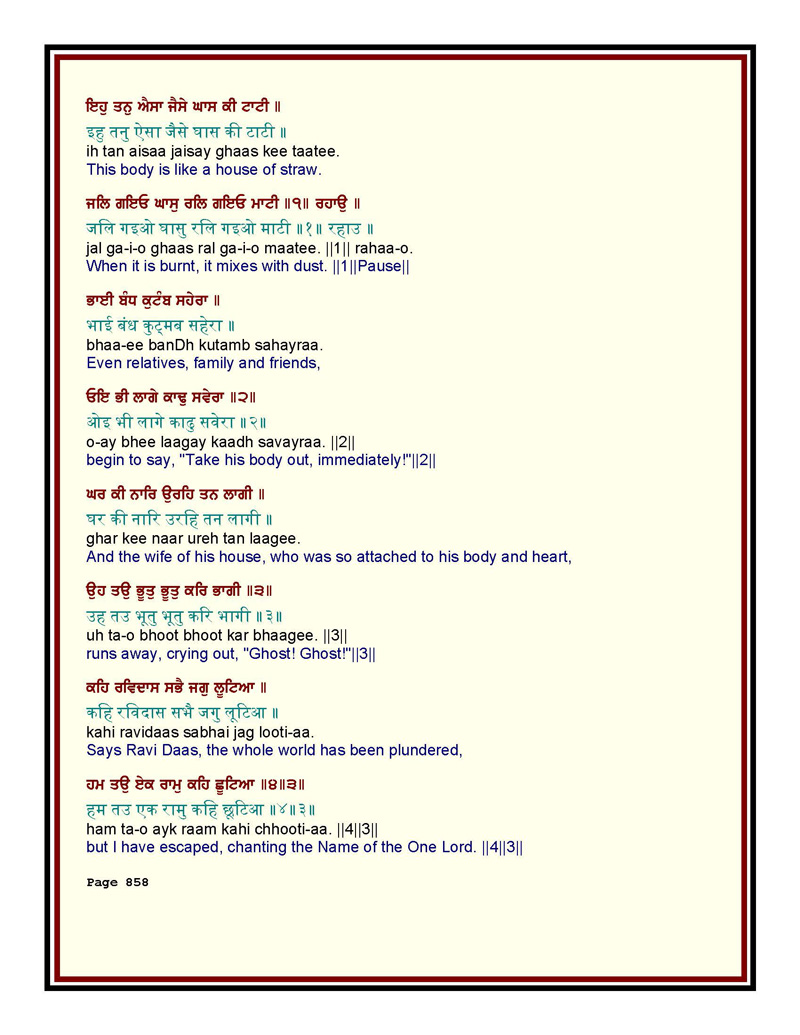 ਇਹੁ ਤਨੁ ਐਸਾ ਜੈਸੇ ਘਾਸ ਕੀ ਟਾਟੀ ॥
इहु तनु ऐसा जैसे घास की टाटी ॥
ih tan aisaa jaisay ghaas kee taatee.
This body is like a house of straw.
ਜਲਿ ਗਇਓ ਘਾਸੁ ਰਲਿ ਗਇਓ ਮਾਟੀ ॥੧॥ ਰਹਾਉ ॥
जलि गइओ घासु रलि गइओ माटी ॥१॥ रहाउ ॥
jal ga-i-o ghaas ral ga-i-o maatee. ||1|| rahaa-o.
When it is burnt, it mixes with dust. ||1||Pause||
ਭਾਈ ਬੰਧ ਕੁਟੰਬ ਸਹੇਰਾ ॥
भाई बंध कुट्मब सहेरा ॥
bhaa-ee banDh kutamb sahayraa.
Even relatives, family and friends,
ਓਇ ਭੀ ਲਾਗੇ ਕਾਢੁ ਸਵੇਰਾ ॥੨॥
ओइ भी लागे काढु सवेरा ॥२॥
o-ay bhee laagay kaadh savayraa. ||2||
begin to say, "Take his body out, immediately!"||2||
ਘਰ ਕੀ ਨਾਰਿ ਉਰਹਿ ਤਨ ਲਾਗੀ ॥
घर की नारि उरहि तन लागी ॥
ghar kee naar ureh tan laagee.
And the wife of his house, who was so attached to his body and heart,
ਉਹ ਤਉ ਭੂਤੁ ਭੂਤੁ ਕਰਿ ਭਾਗੀ ॥੩॥
उह तउ भूतु भूतु करि भागी ॥३॥
uh ta-o bhoot bhoot kar bhaagee. ||3||
runs away, crying out, "Ghost! Ghost!"||3||
ਕਹਿ ਰਵਿਦਾਸ ਸਭੈ ਜਗੁ ਲੂਟਿਆ ॥
कहि रविदास सभै जगु लूटिआ ॥
kahi ravidaas sabhai jag looti-aa.
Says Ravi Daas, the whole world has been plundered,
ਹਮ ਤਉ ਏਕ ਰਾਮੁ ਕਹਿ ਛੂਟਿਆ ॥੪॥੩॥
हम तउ एक रामु कहि छूटिआ ॥४॥३॥
ham ta-o ayk raam kahi chhooti-aa. ||4||3||
but I have escaped, chanting the Name of the One Lord. ||4||3||
Page 858